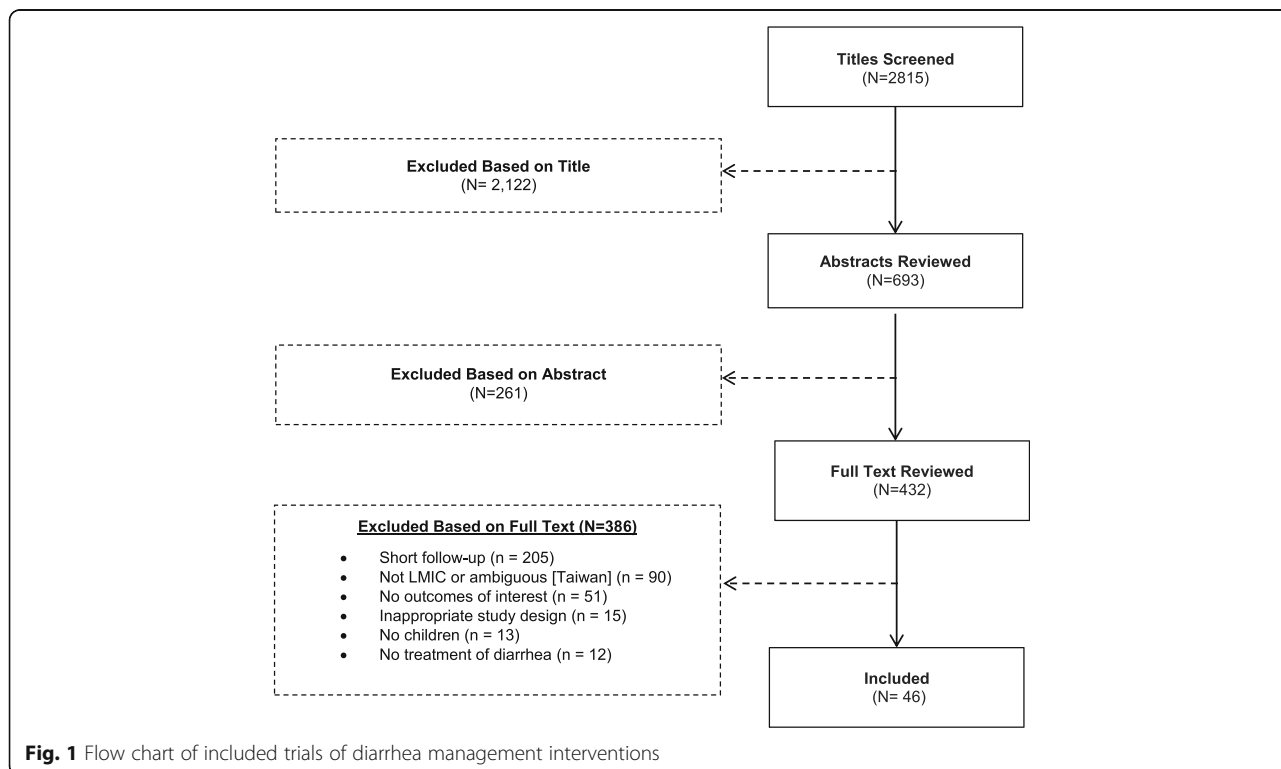 Titles Screened
(N=2815)
Excluded Based on Title
(N= 2,122)
Abstracts Reviewed
(N=693)
Excluded Based on Abstract
(N=261)
Full Text Reviewed
(N=432)
Excluded Based on Full Text (N=386)
• Short follow-up (n = 205)
• Not LMIC or ambiguous [Taiwan] (n = 90)
• No outcomes of interest (n = 51)
• Inappropriate study design (n = 15)
• No children (n = 13)
• No treatment of diarrhea (n = 12)
Included
(N= 46)
Fig. 1 Flow chart of included trials of diarrhea management interventions